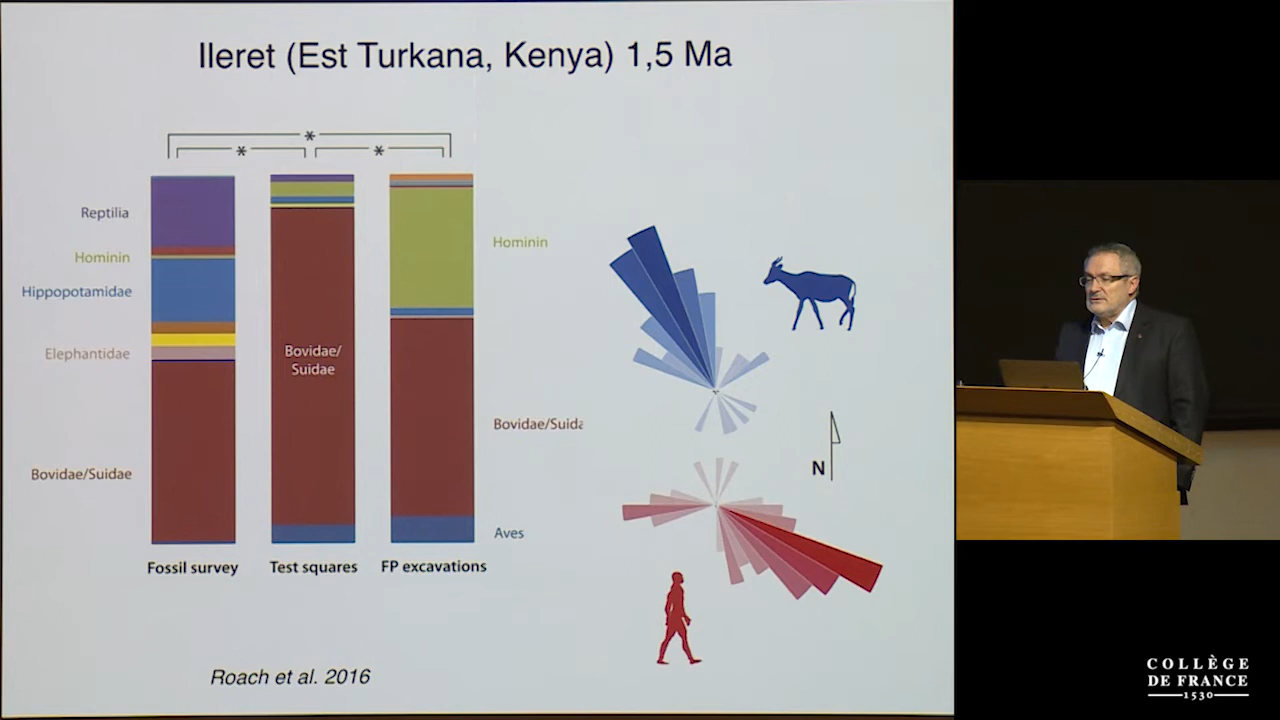 Ileret (Est Turkana, Kenya) 1,5 Ma
*
* *
Reptilia
Hominin
Hippopotamidae
Elephantidae
Bovidae/Suidae
Bovidae/
Suidae
Hominin
Bovidae/Suida
Aves
Fossil survey Test squares FP excavations
N
Roach et al. 2016
COLLÈGE
DE FRANCE
1530